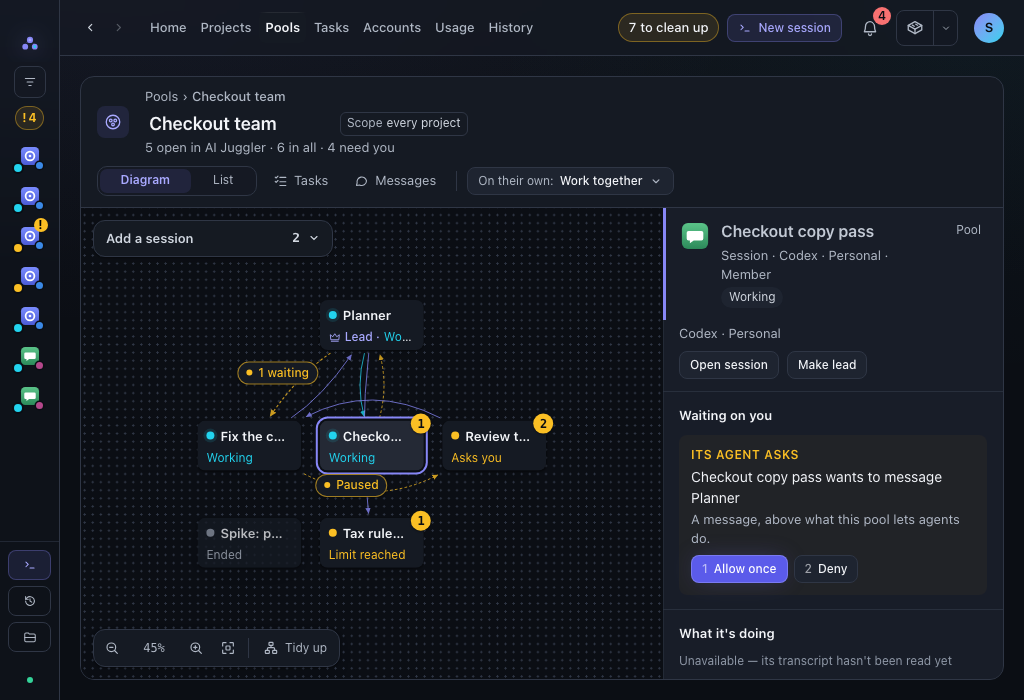 Home Projects Pools Tasks Accounts Usage History 7 to clean up >_ New session 4 S
! 4
!
Pools › Checkout team
Checkout team
Scope every project
5 open in AI Juggler · 6 in all · 4 need you
Diagram List Tasks Messages On their own: Work together
Add a session 2
Planner
Lead · Wo...
1 waiting
Fix the c...
Working
Checko...
Working
1
Review t...
Asks you
2
Paused
Spike: p...
Ended
Tax rule...
Limit reached
1
45% Tidy up
Checkout copy pass
Pool
Session · Codex · Personal ·
Member
Working
Codex · Personal
Open session Make lead
Waiting on you
ITS AGENT ASKS
Checkout copy pass wants to message
Planner
A message, above what this pool lets agents
do.
1 Allow once 2 Deny
What it's doing
Unavailable — its transcript hasn't been read yet
>_